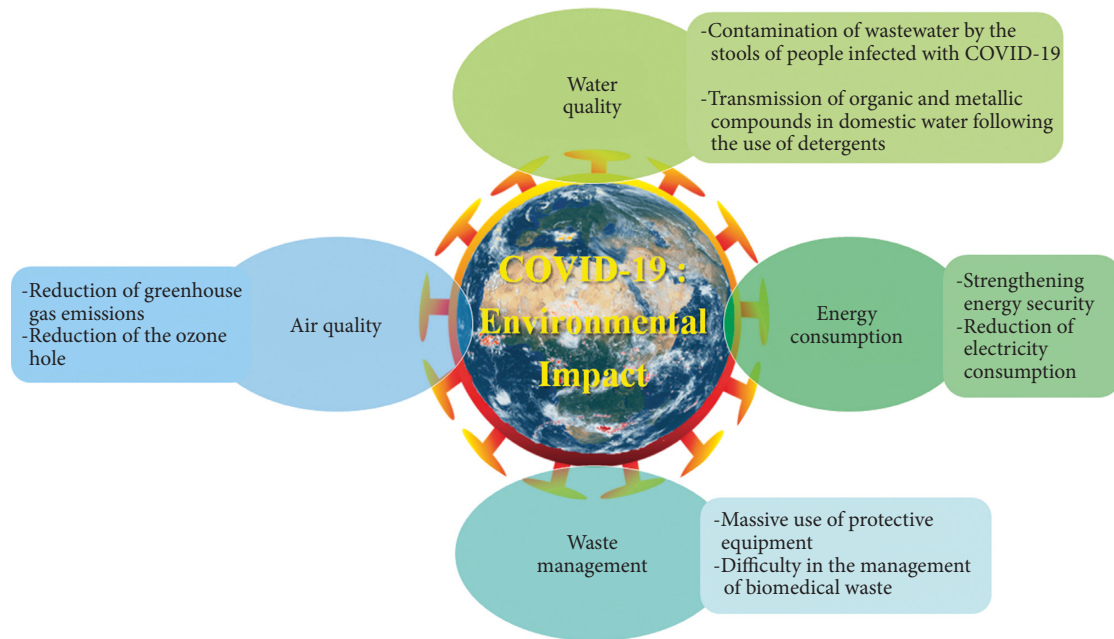 Water
quality
-Contamination of wastewater by the
stools of people infected with COVID-19
-Transmission of organic and metallic
compounds in domestic water following
the use of detergents
-Reduction of greenhouse
gas emissions
-Reduction of the ozone
hole
Air quality
COVID-19 :
Environmental
Impact
Energy
consumption
-Strengthening
energy security
-Reduction of
electricity
consumption
Waste
management
-Massive use of protective
equipment
-Difficulty in the management
of biomedical waste